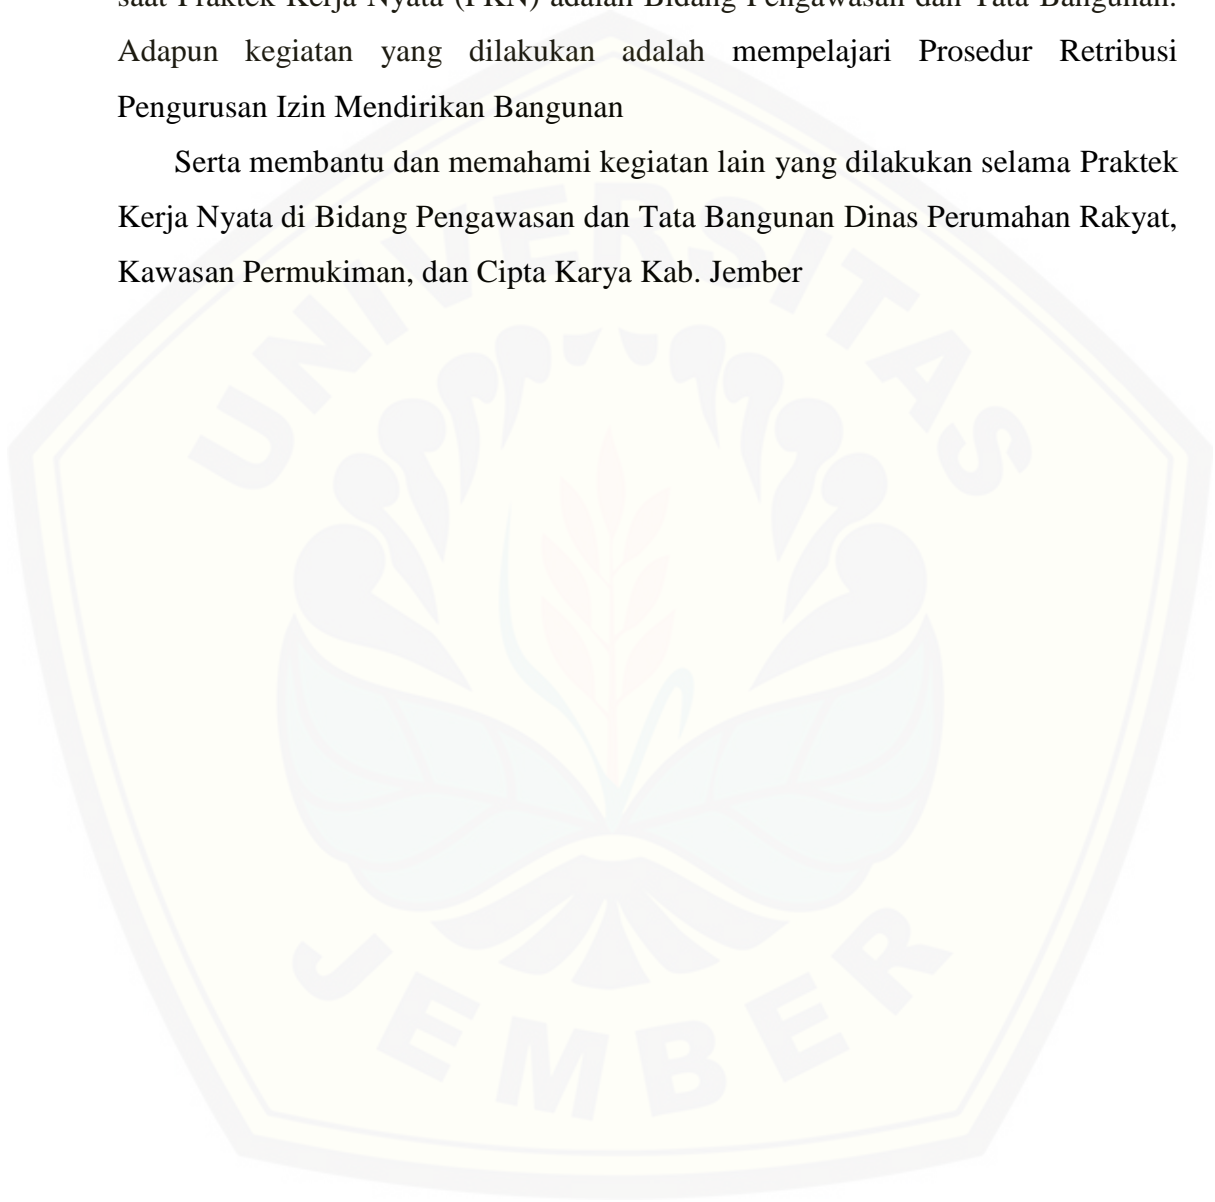 saat Praktek Kerja Nyata (PKN) adalah Bidang Pengawasan dan Tata Bangunan.
Adapun kegiatan yang dilakukan adalah mempelajari Prosedur Retribusi
Pengurusan Izin Mendirikan Bangunan
Serta membantu dan memahami kegiatan lain yang dilakukan selama Praktek
Kerja Nyata di Bidang Pengawasan dan Tata Bangunan Dinas Perumahan Rakyat,
Kawasan Permukiman, dan Cipta Karya Kab. Jember
UNIVERSITAS
JEMBER